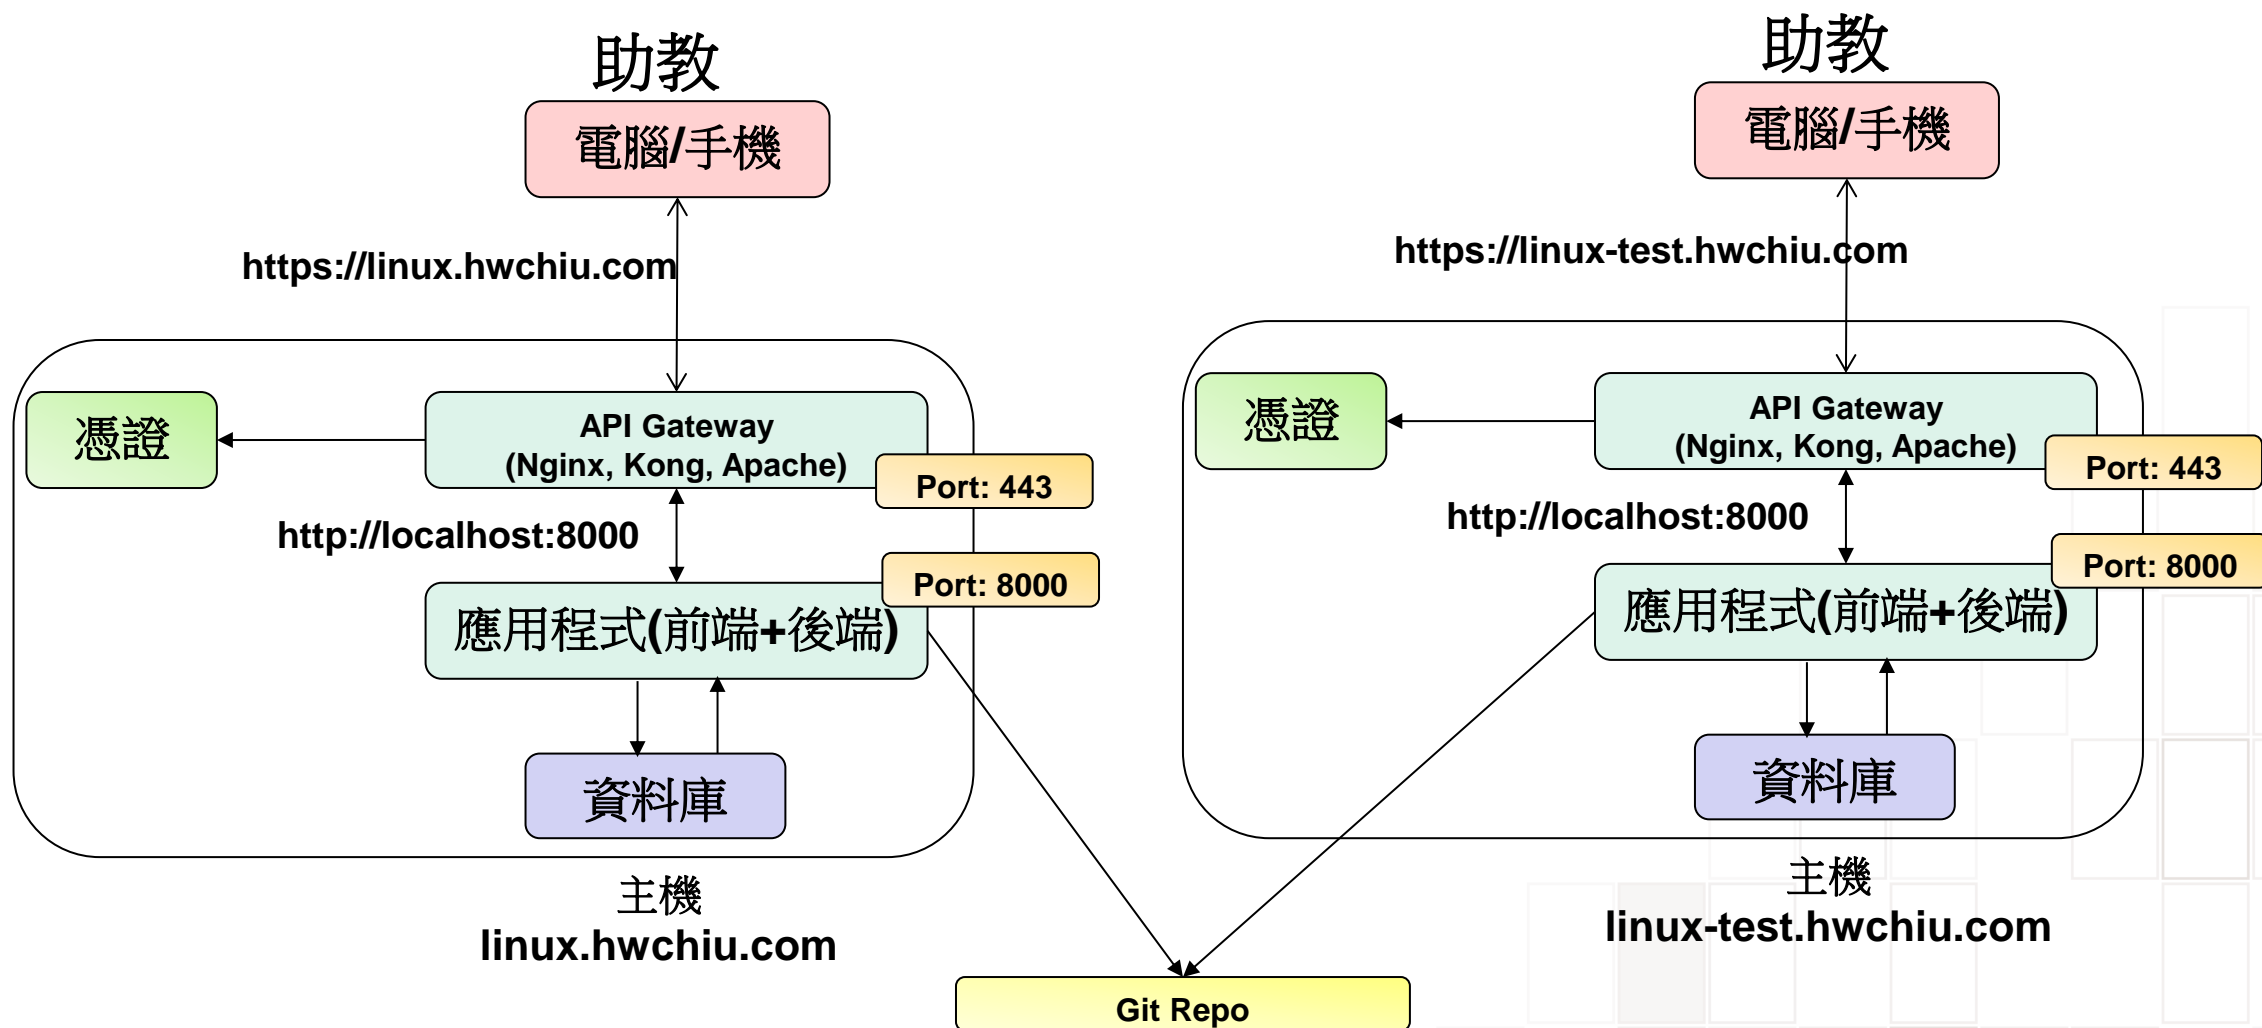 助教
電腦/手機
https://linux.hwchiu.com
憑證
API Gateway
(Nginx, Kong, Apache)
Port: 443
http://localhost:8000
Port: 8000
應用程式(前端+後端)
資料庫
主機
linux.hwchiu.com
助教
電腦/手機
https://linux-test.hwchiu.com
憑證
API Gateway
(Nginx, Kong, Apache)
Port: 443
http://localhost:8000
Port: 8000
應用程式(前端+後端)
資料庫
主機
linux-test.hwchiu.com
Git Repo